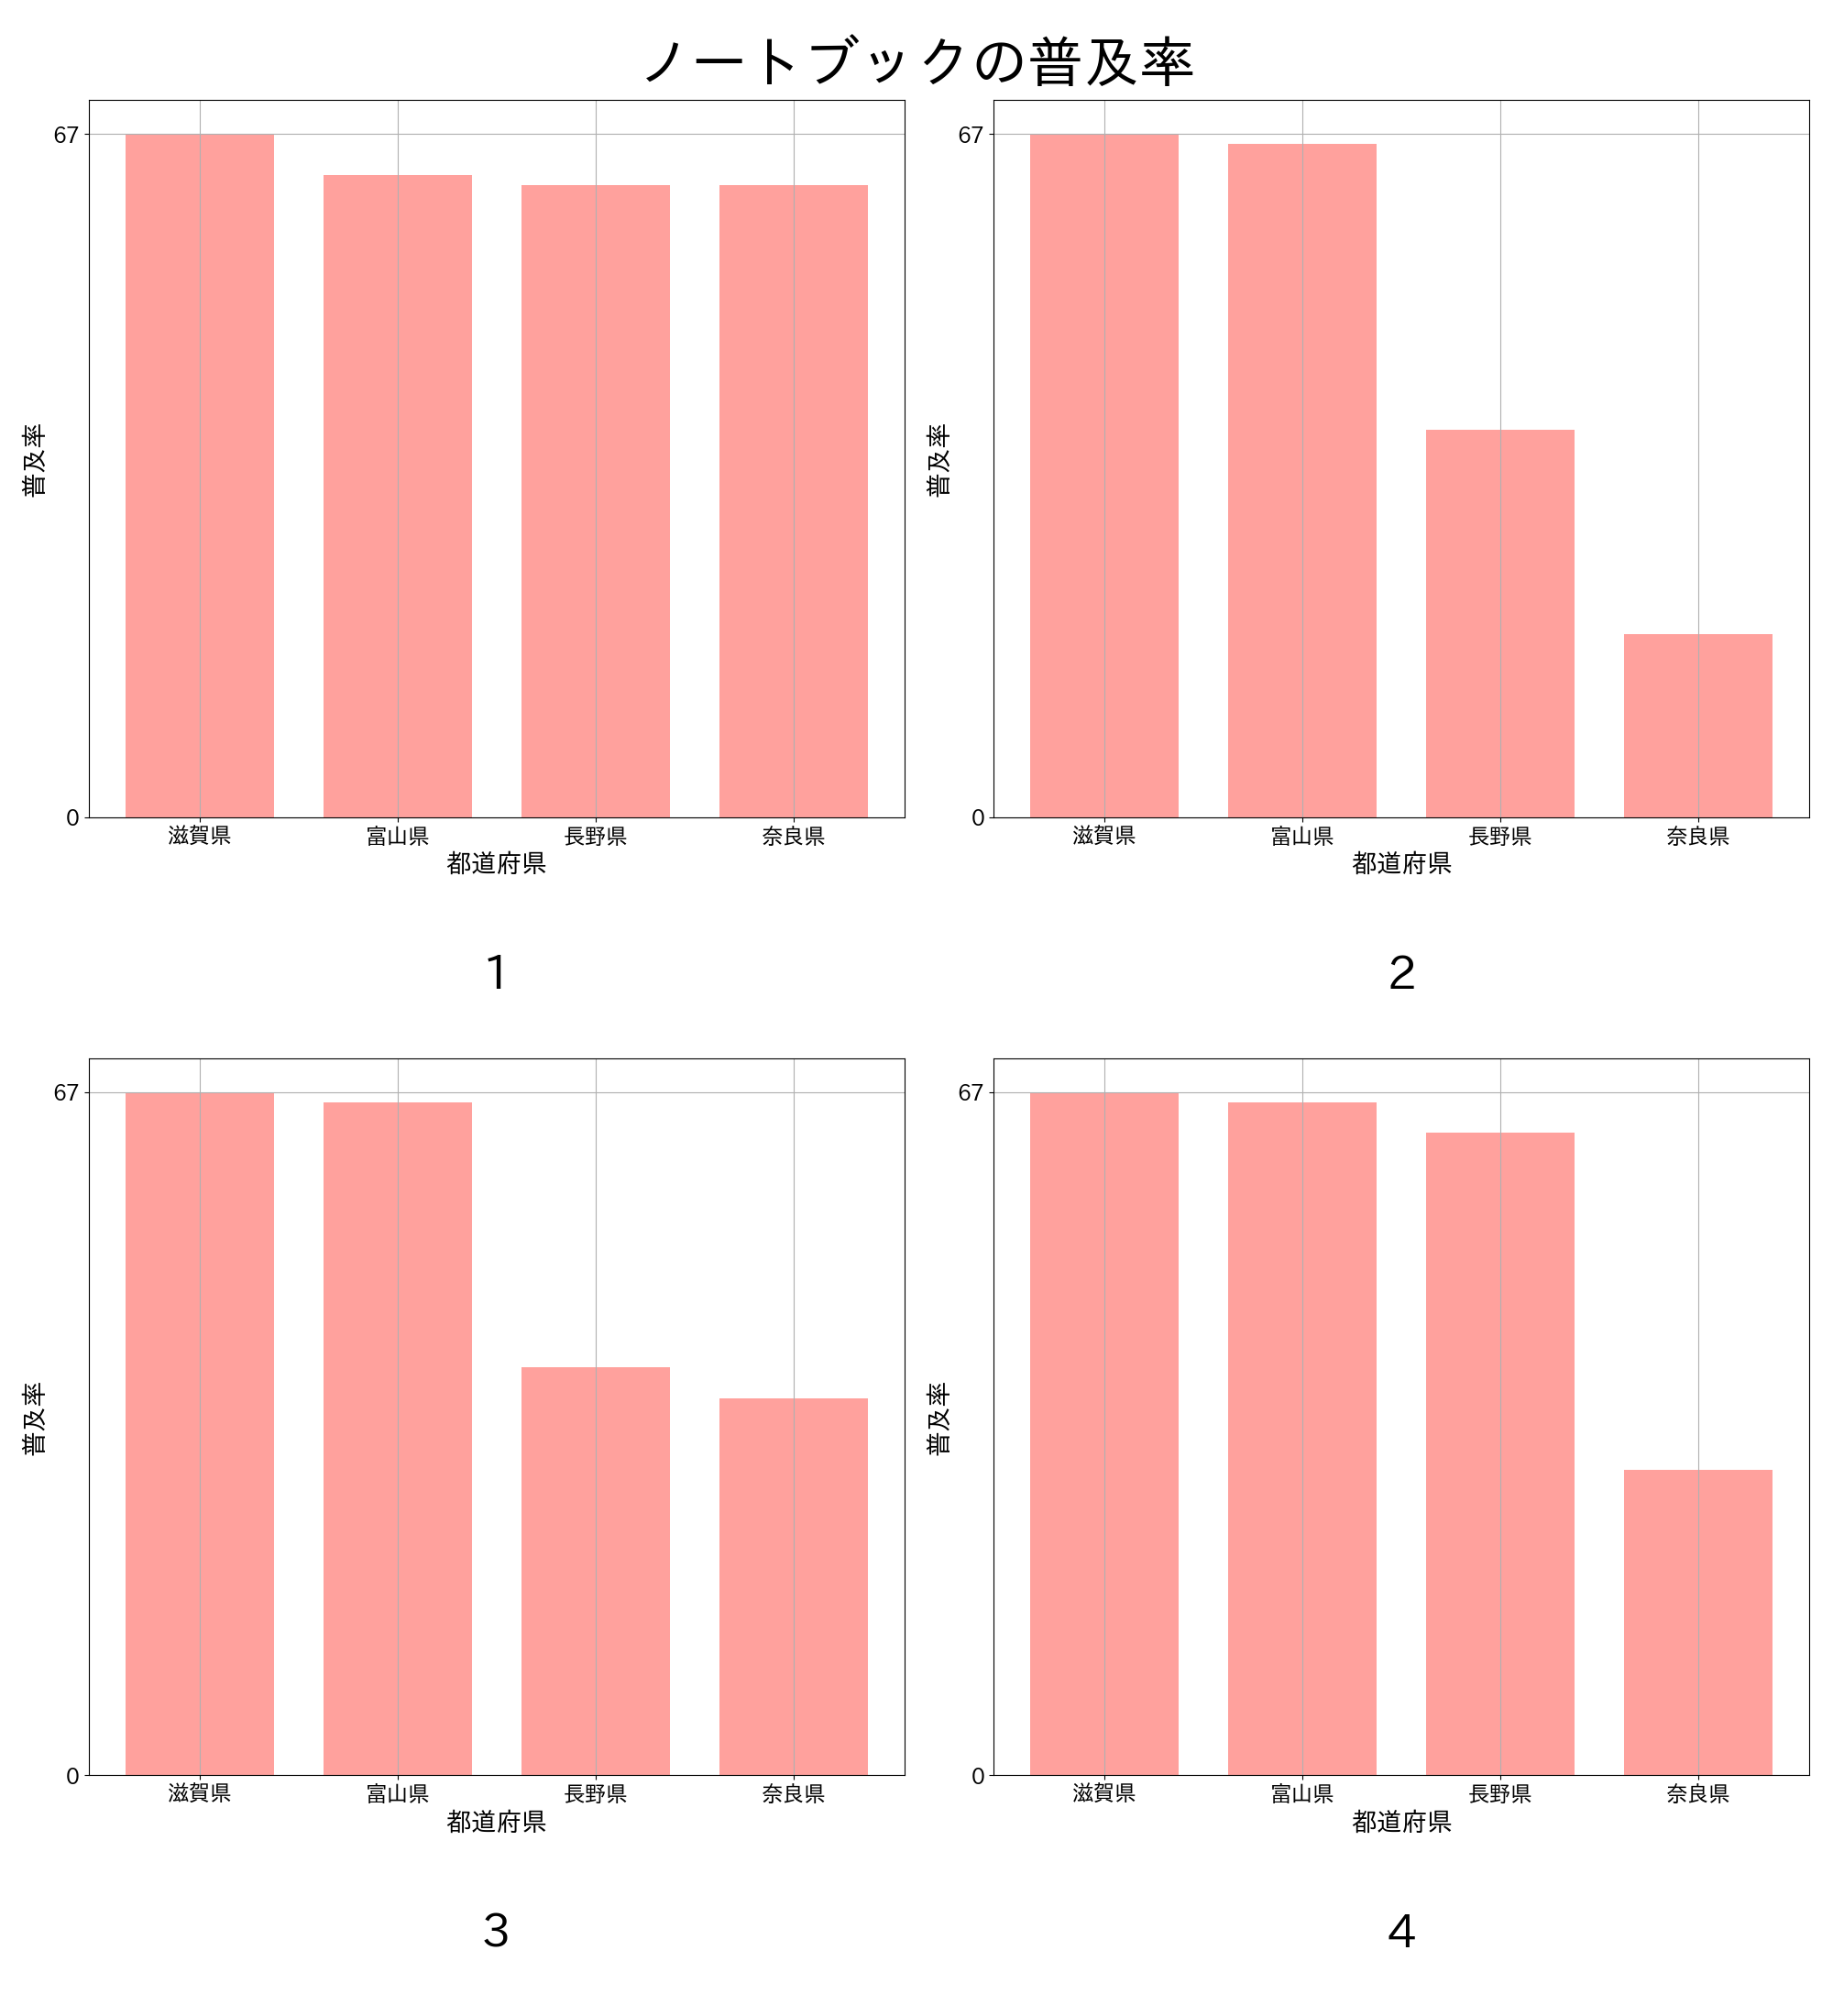 ノートブックの普及率
67
0
普及率
滋賀県 富山県 長野県 奈良県
都道府県
1
67
0
普及率
滋賀県 富山県 長野県 奈良県
都道府県
2
67
0
普及率
滋賀県 富山県 長野県 奈良県
都道府県
3
67
0
普及率
滋賀県 富山県 長野県 奈良県
都道府県
4